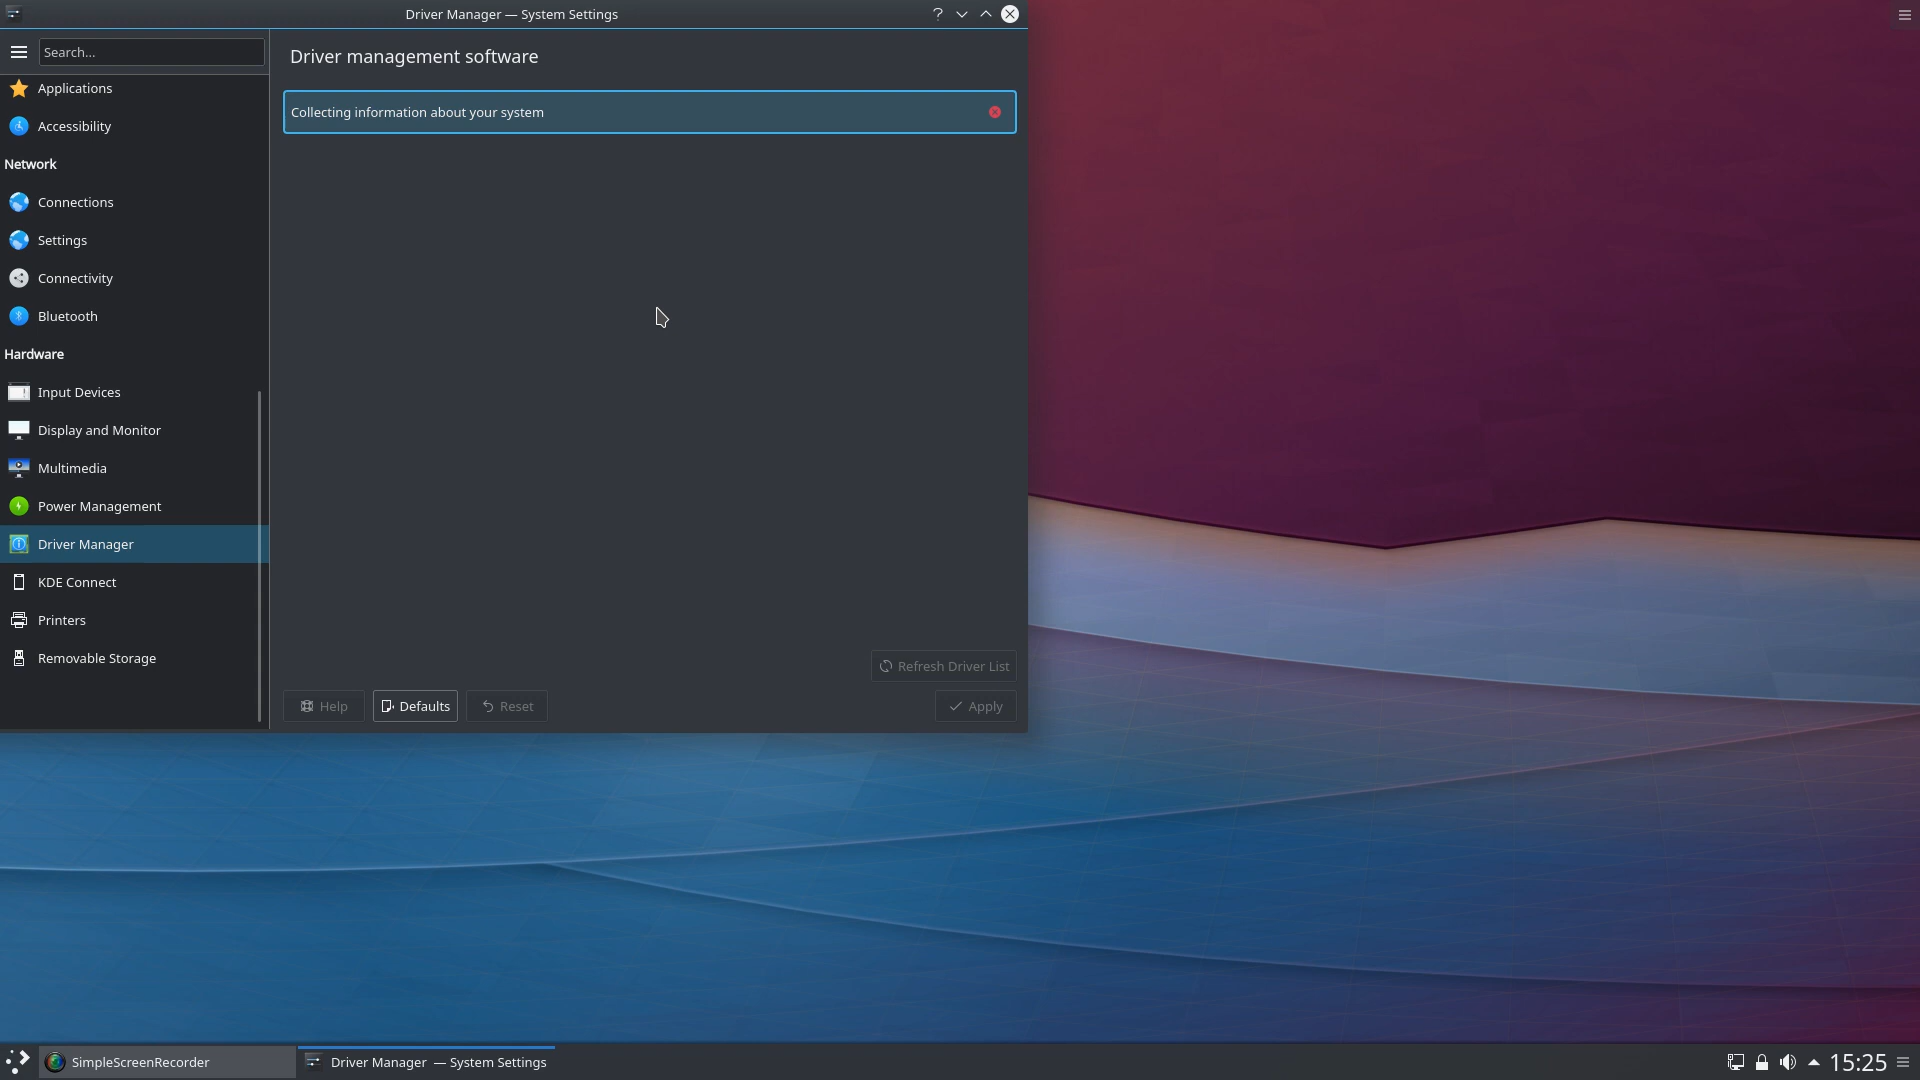 Driver Manager — System Settings
?
Search...
Driver management software
Applications
Collecting information about your system
Accessibility
Network
Connections
Settings
Connectivity
Bluetooth
Hardware
Input Devices
Display and Monitor
Multimedia
Power Management
Driver Manager
KDE Connect
Printers
Removable Storage
Refresh Driver List
Help
Defaults
Reset
Apply
SimpleScreenRecorder
Driver Manager — System Settings
15:25